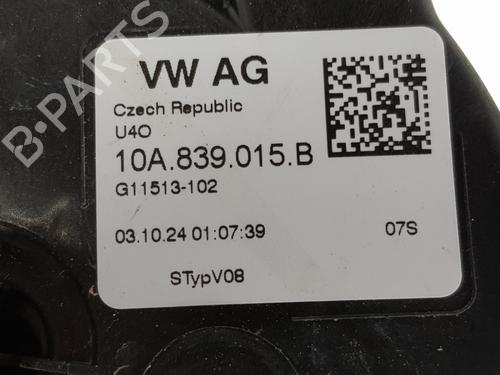 VW AG
Czech Republic
U4O
10A.839.015.B
G11513-102
03.10.24 01:07:39
07S
STypV08
B-PARTS